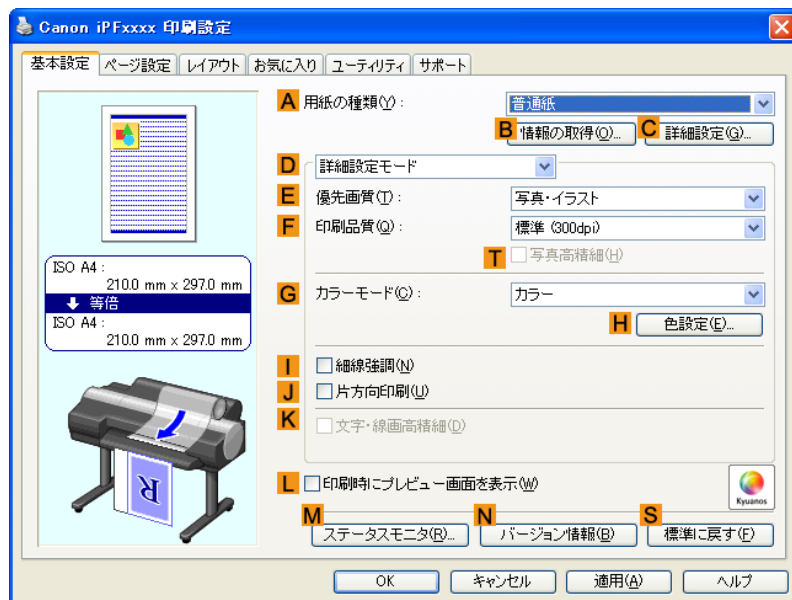 Canon iPFxxxx 印刷設定
基本設定 ページ設定 レイアウト お気に入り ユーティリティ サポート
A 用紙の種類(Y) : 普通紙
B 情報の取得(O)... C 詳細設定(G)...
D 詳細設定モード
E 優先画質(T) : 写真・イラスト
F 印刷品質(Q) : 標準 (300dpi)
T 写真高精細(H)
ISO A4 :
210.0 mm x 297.0 mm
等倍
ISO A4 :
210.0 mm x 297.0 mm
G カラーモード(C) : カラー
H 色設定(E)...
I 細線強調(N)
J 片方向印刷(U)
K 文字・線画高精細(D)
R
L 印刷時にプレビュー画面を表示(W)
Kyuanos
M ステータスモニタ(R)... N バージョン情報(B) S 標準に戻す(F)
OK キャンセル 適用(A) ヘルプ